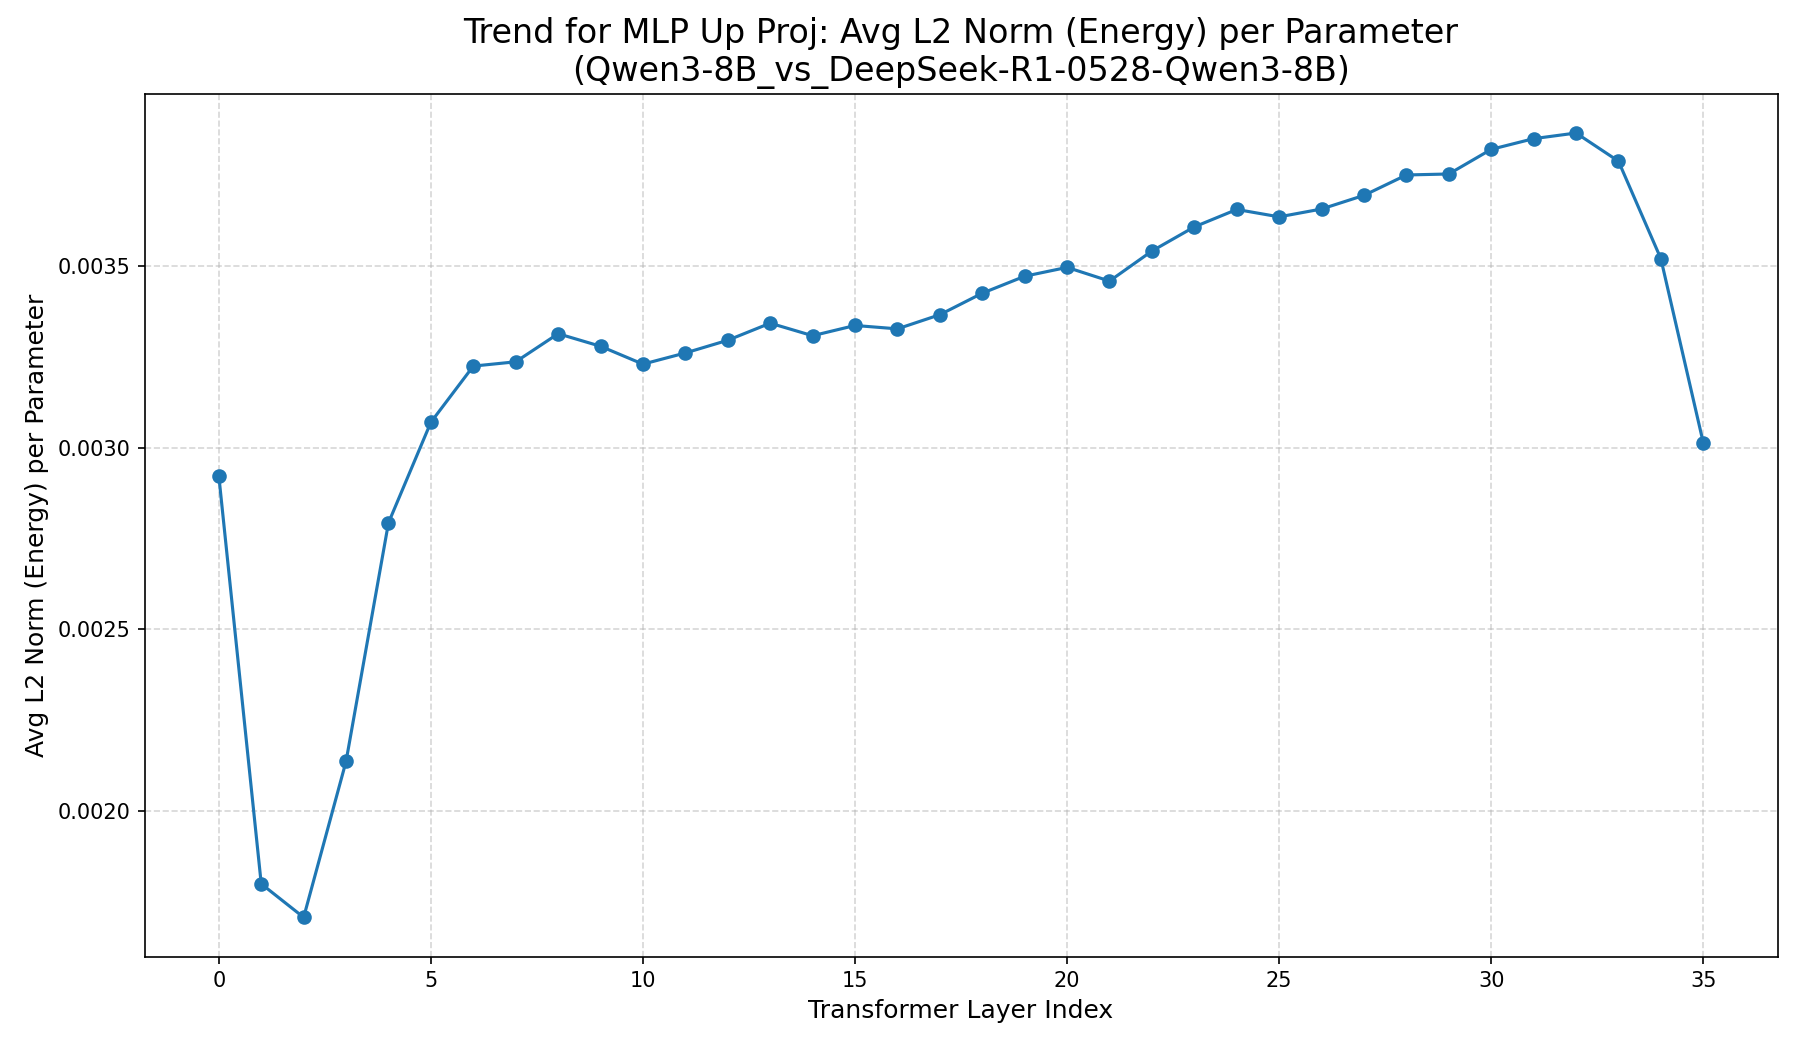 Trend for MLP Up Proj: Avg L2 Norm (Energy) per Parameter
(Qwen3-8B_vs_DeepSeek-R1-0528-Qwen3-8B)
Avg L2 Norm (Energy) per Parameter
0.0035
0.0030
0.0025
0.0020
0 5 10 15 20 25 30 35
Transformer Layer Index